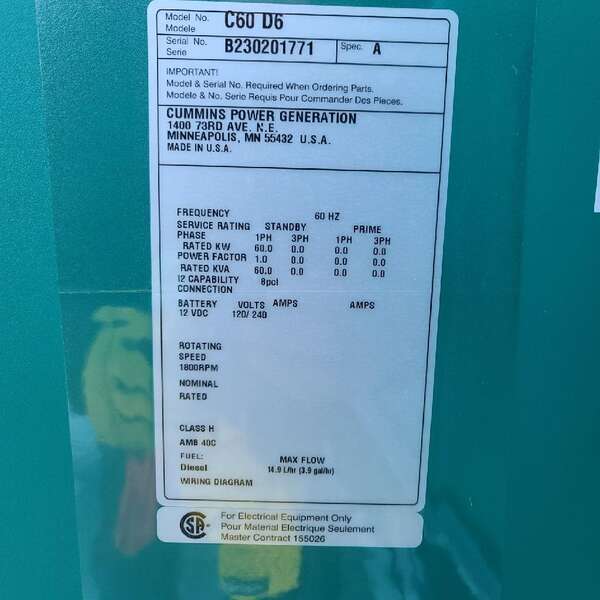 Model No. C60 D6
Modele
Serial No. B230201771 Spec. A
Serie
IMPORTANT!
Model & Serial No. Required When Ordering Parts.
Modele & No. Serie Requis Pour Commander Des Pieces.
CUMMINS POWER GENERATION
1400 73RD AVE. N.E.
MINNEAPOLIS, MN 55432 U.S.A.
MADE IN U.S.A.
FREQUENCY 60 HZ
SERVICE RATING STANDBY PRIME
PHASE 1PH 3PH 1PH 3PH
RATED KW 60.0 0.0 0.0 0.0
POWER FACTOR 1.0 0.0 0.0 0.0
RATED KVA 60.0 0.0 0.0 0.0
I2 CAPABILITY 8pcl
CONNECTION
BATTERY VOLTS AMPS AMPS
12 VDC 120/ 240
ROTATING
SPEED
1800RPM
NOMINAL
RATED
CLASS H
AMB 40C
FUEL: MAX FLOW
Diesel 14.9 L/hr (3.9 gal/hr)
WIRING DIAGRAM
SA
For Electrical Equipment Only
Pour Material Electrique Seulement
Master Contract 155026